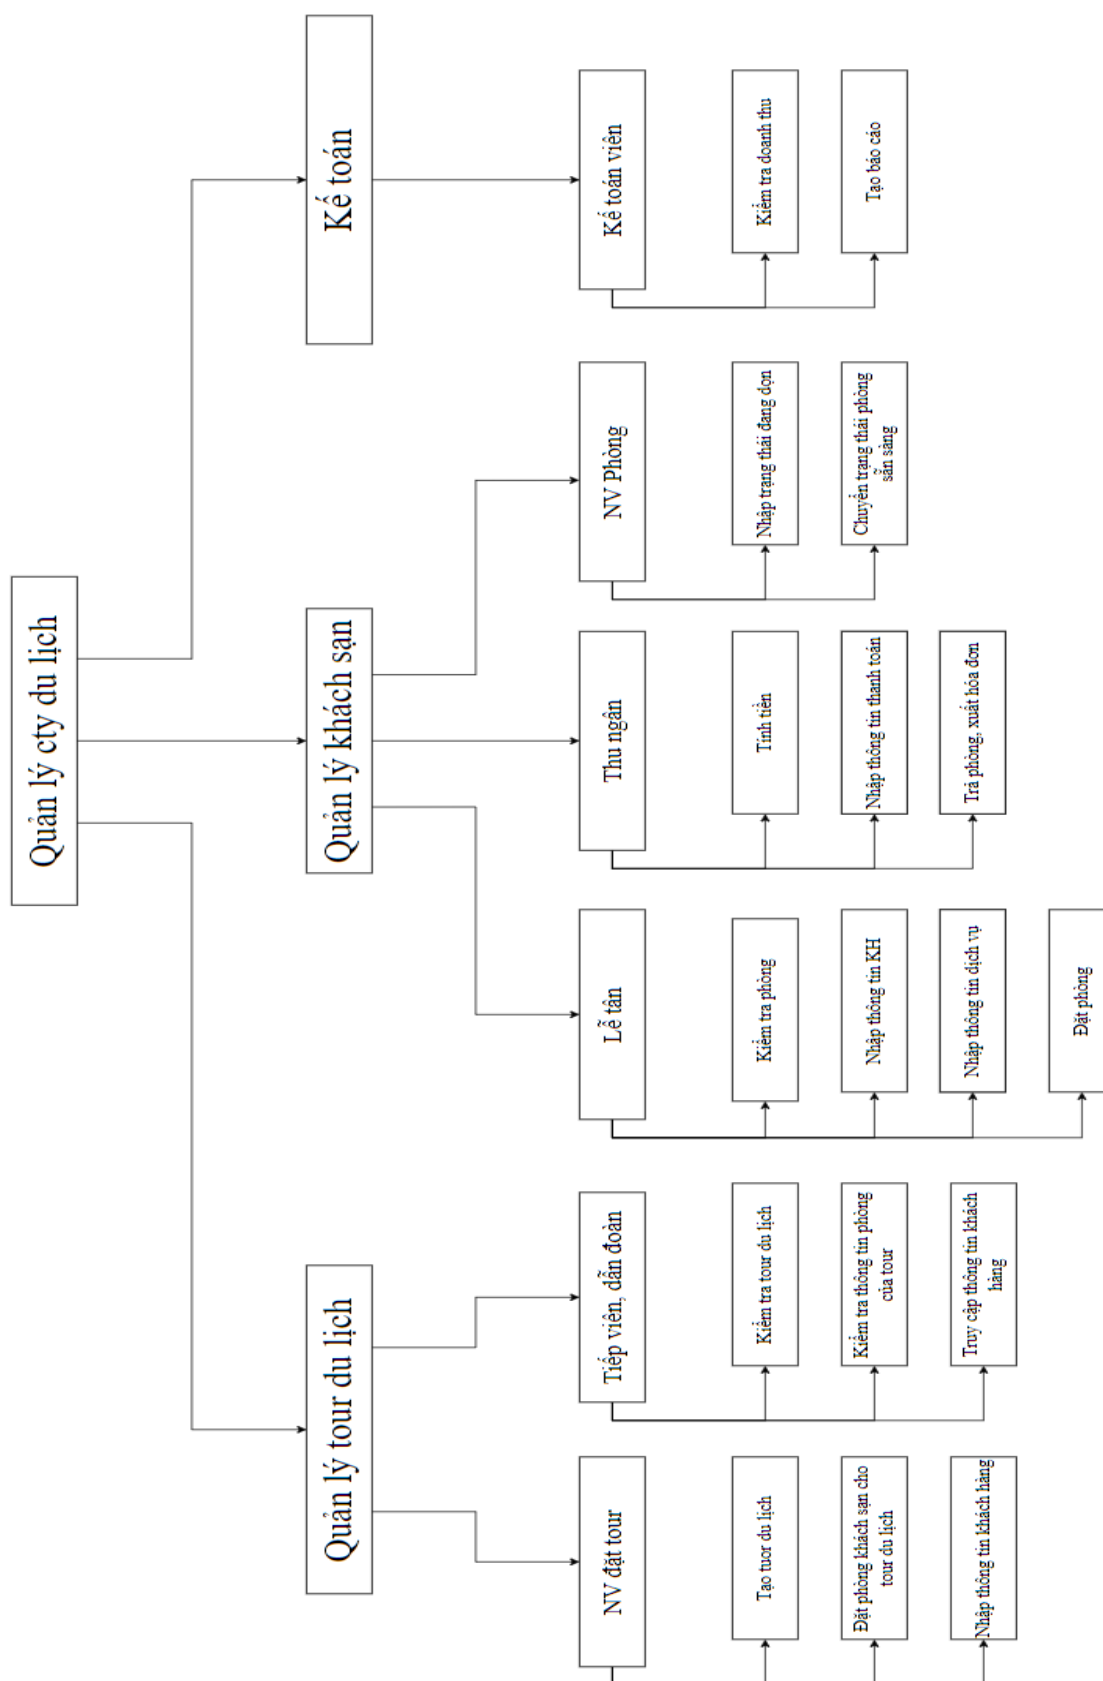 Quản lý cty du lịch
Quản lý tour du lịch
Quản lý khách sạn
Kế toán
NV đặt tour
Tiếp viên, dẫn đoàn
Lễ tân
Thu ngân
NV Phòng
Kế toán viên
Tạo tuor du lịch
Đặt phòng khách sạn cho
tour du lịch
Nhập thông tin khách hàng
Kiểm tra tour du lịch
Kiểm tra thông tin phòng
của tour
Truy cập thông tin khách
hàng
Kiểm tra phòng
Nhập thông tin KH
Nhập thông tin dịch vụ
Đặt phòng
Tính tiền
Nhập thông tin thanh toán
Trả phòng, xuất hóa đơn
Nhập trạng thái đang dọn
Chuyển trạng thái phòng
sẵn sàng
Kiểm tra doanh thu
Tạo báo cáo